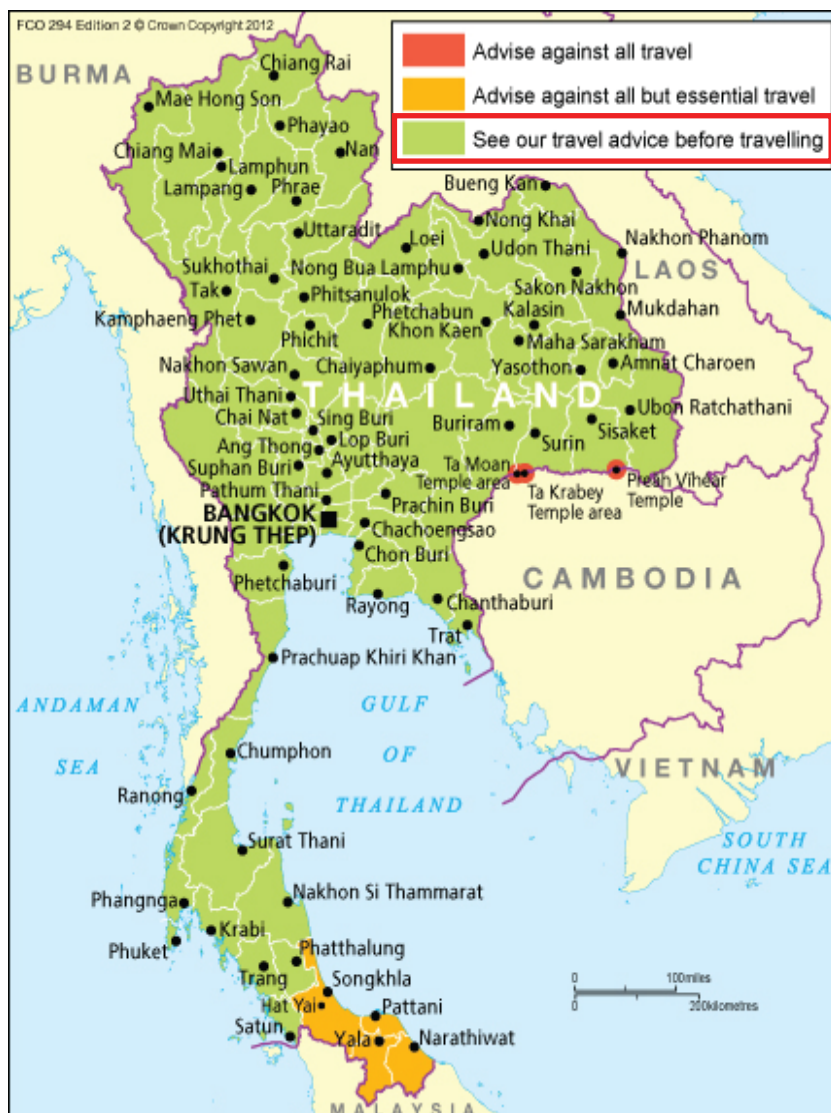 FCO 294 Edition 2 © Crown Copyright 2012
Advise against all travel
Advise against all but essential travel
See our travel advice before travelling
BURMA
Chiang Rai
Mae Hong Son
Phayao
Chiang Mai
Nan
Lamphun
Lampang
Phrae
Bueng Kan
Uttaradit
Loei
Nong Khai
Udon Thani
Nakhon Phanom
LAOS
Sukhothai
Nong Bua Lamphu
Sakon Nakhon
Tak
Phitsanulok
Phetchabun
Kalasin
Mukdahan
Kamphaeng Phet
Khon Kaen
Phichit
Maha Sarakham
Nakhon Sawan
Chaiyaphum
Yasothon
Amnat Charoen
THAILAND
Uthai Thani
Chai Nat
Sing Buri
Buriram
Ubon Ratchathani
Ang Thong
Lop Buri
Surin
Sisaket
Suphan Buri
Ayutthaya
Ta Moan
Temple area
Ta Krabey
Temple area
Preah Vihear
Temple
Pathum Thani
Prachin Buri
BANGKOK
(KRUNG THEP)
Chachoengsao
Chon Buri
CAMBODIA
Phetchaburi
Rayong
Chanthaburi
Trat
Prachuap Khiri Khan
ANDAMAN
SEA
GULF
OF
THAILAND
Chumphon
VIETNAM
Ranong
Surat Thani
SOUTH
CHINA SEA
Phangnga
Nakhon Si Thammarat
Krabi
Phuket
Phatthalung
Trang
Songkhla
Hat Yai
Pattani
Satun
Yala
Narathiwat
0
100miles
0
200kilometres
MALAYSIA